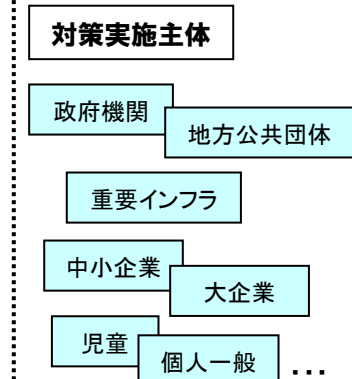 対策実施主体
政府機関
地方公共団体
重要インフラ
中小企業
大企業
児童
個人一般
…